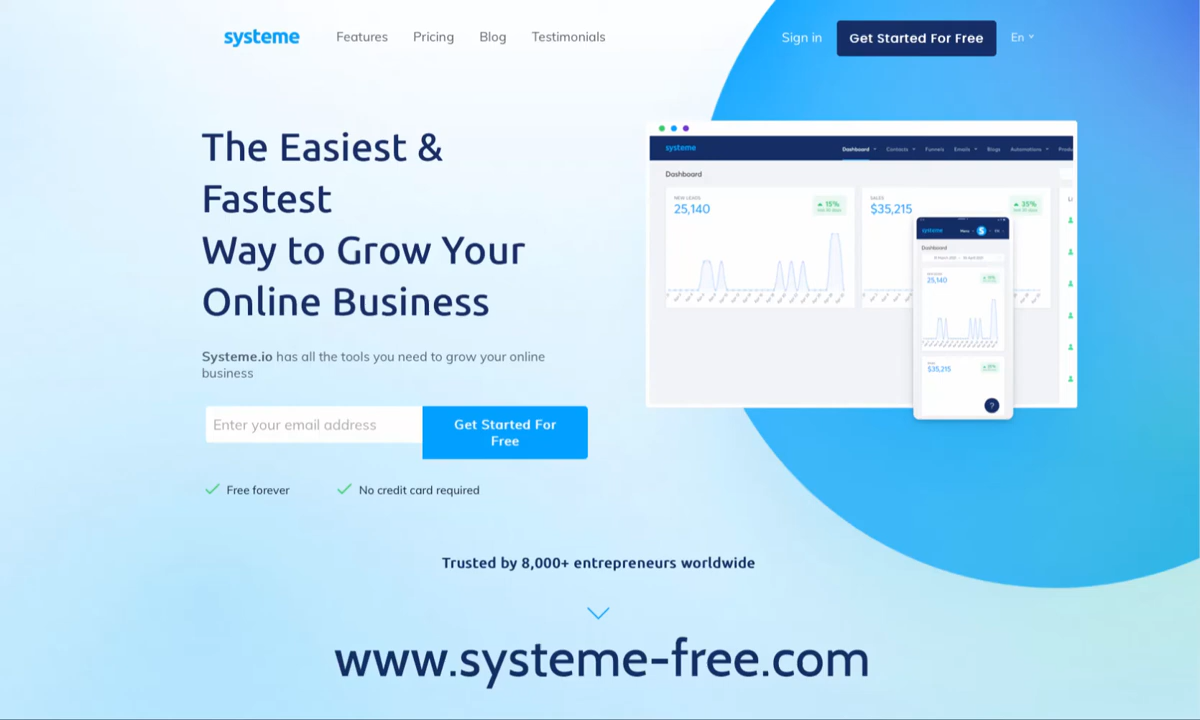 systeme Features Pricing Blog Testimonials Sign in Get Started For Free En
The Easiest &
Fastest
Way to Grow Your
Online Business
Systeme.io has all the tools you need to grow your online
business
Enter your email address
Get Started For
Free
Free forever
No credit card required
systeme Dashboard Contacts Funnels Emails Blogs Automations
Dashboard
NEW LEADS
25,140
15%
SALES
$35,215
35%
systeme
Dashboard
25,140
$35,215
?
Trusted by 8,000+ entrepreneurs worldwide
www.systeme-free.com